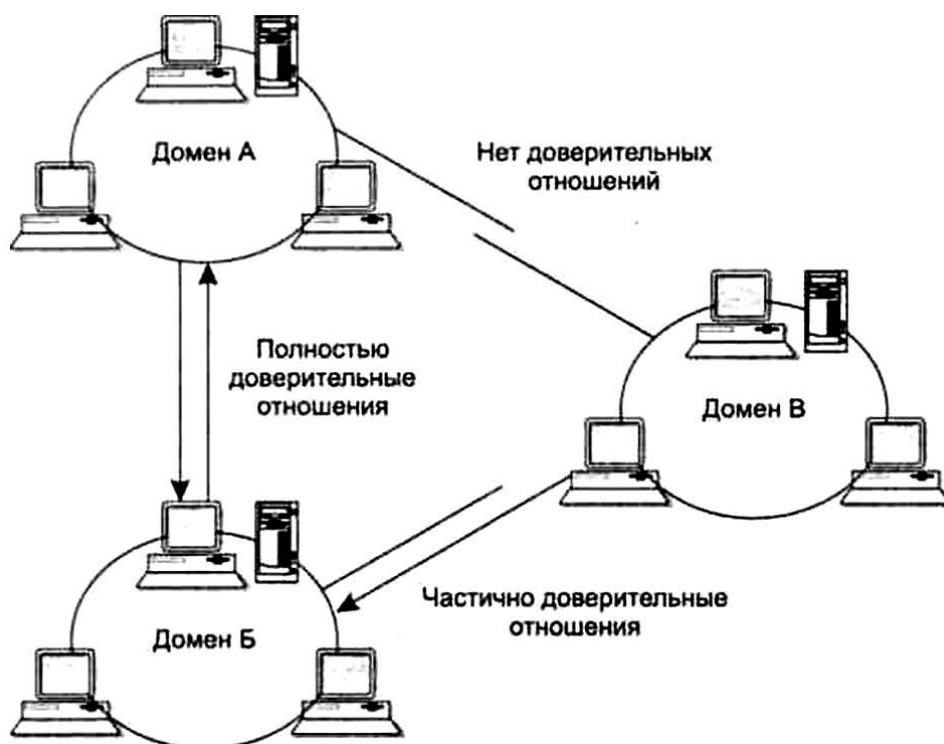 Домен А
Нет доверительных
отношений
Полностью
доверительные
отношения
Домен В
Частично доверительные
отношения
Домен Б